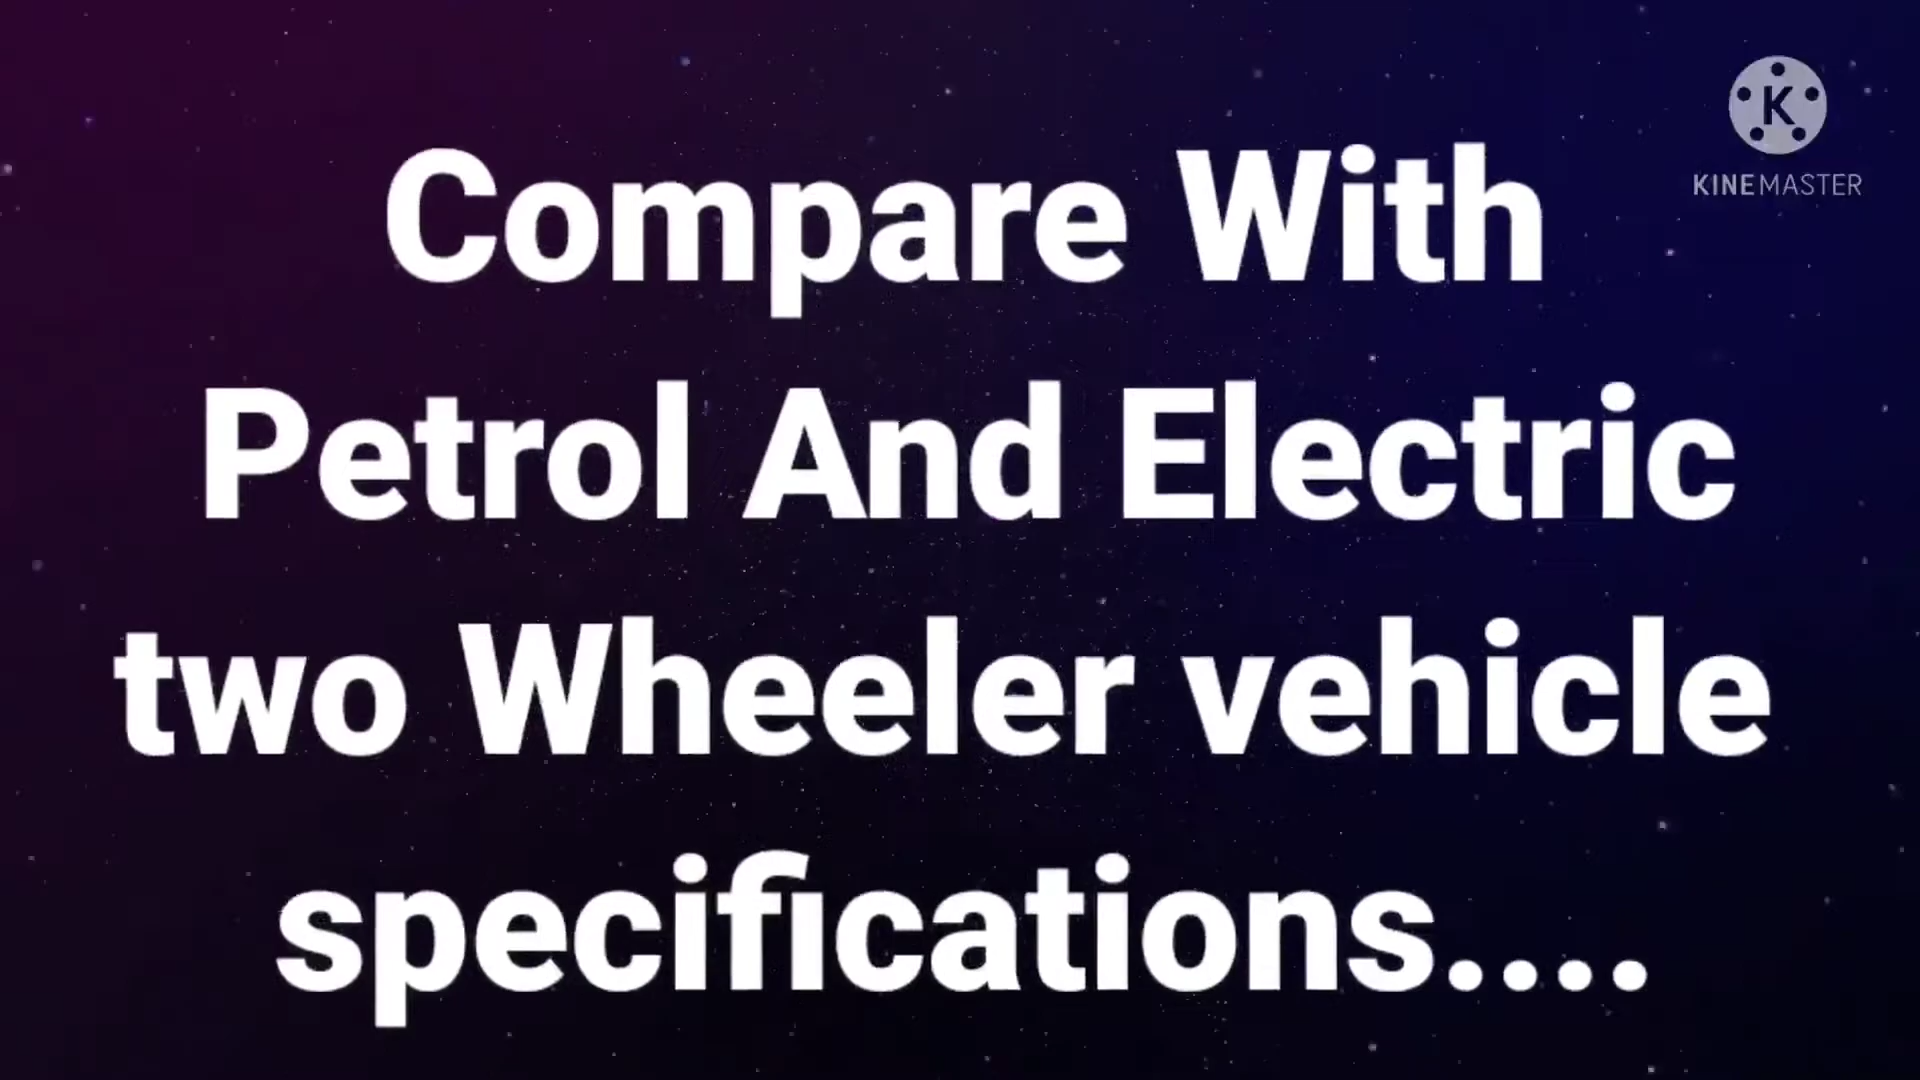 K
KINEMASTER
Compare With
Petrol And Electric
two Wheeler vehicle
specifications....